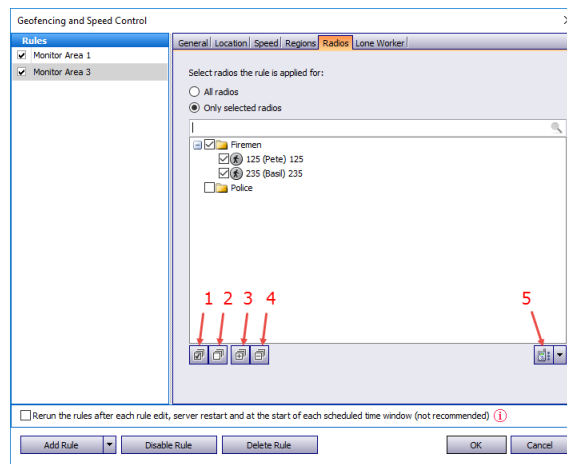 Geofencing and Speed Control
Rules
Monitor Area 1
Monitor Area 3
General Location Speed Regions Radios Lone Worker
Select radios the rule is applied for:
All radios
Only selected radios
Firemen
125 (Pete) 125
235 (Basil) 235
Police
1 2 3 4 5
Rerun the rules after each rule edit, server restart and at the start of each scheduled time window (not recommended) i
Add Rule Disable Rule Delete Rule OK Cancel